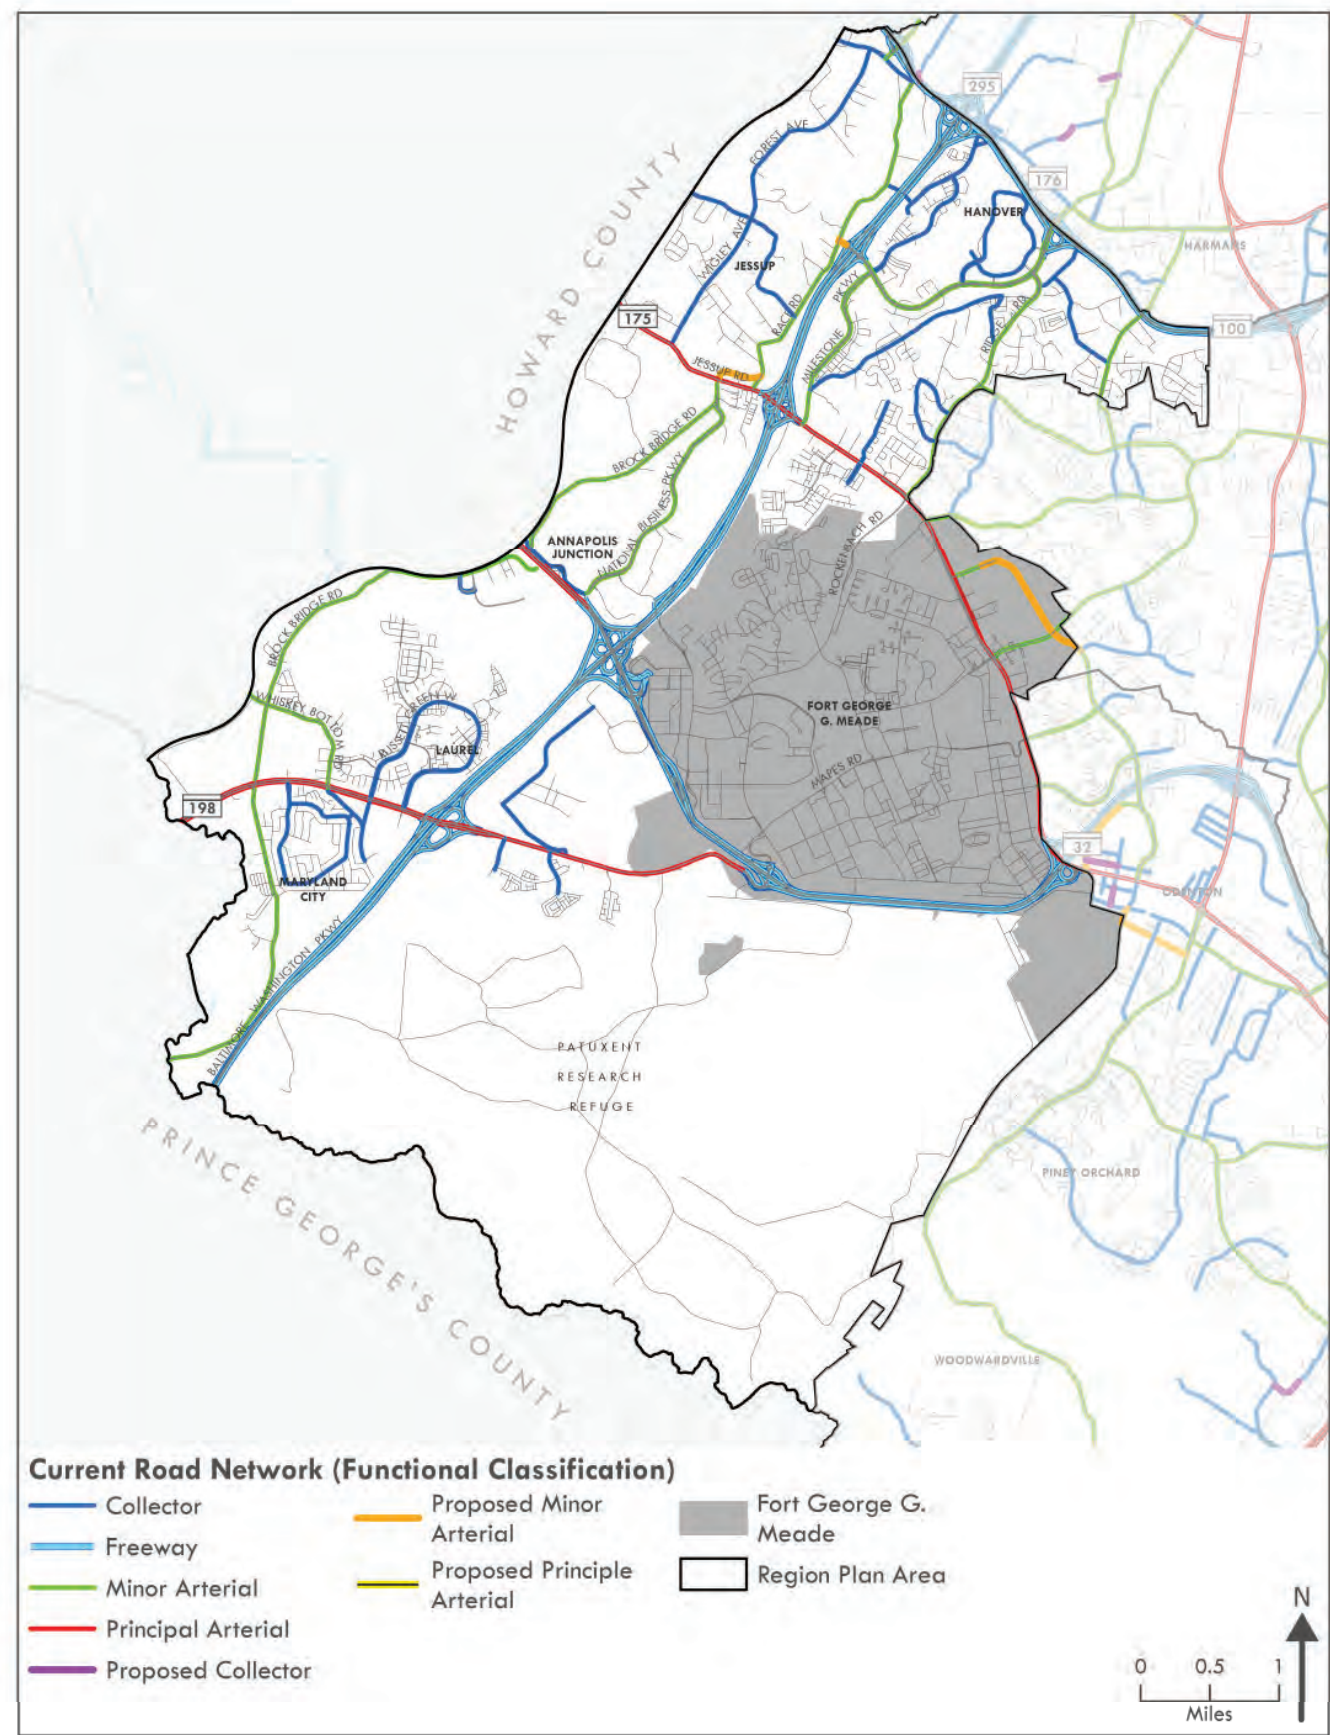 295
FOREST AVE
176
HOWARD COUNTY
HANOVER
HARMANS
WIGLEY AVE
JESSUP
175
RACE RD
MILESTONE PKWY
RIDGE RD
100
JESSUP RD
BROCK BRIDGE RD
NATIONAL BUSINESS PKWY
ROCKENBACH RD
ANNAPOLIS
JUNCTION
BROCK BRIDGE RD
WHISKEY BOTTOM RD
RUSSETT GREEN W
LAUREL
FORT GEORGE
G. MEADE
MAPES RD
198
32
MARYLAND
CITY
ODENTON
BALTIMORE WASHINGTON PKWY
PATUXENT
RESEARCH
REFUGE
PINEY ORCHARD
PRINCE GEORGE'S COUNTY
WOODWARDVILLE
Current Road Network (Functional Classification)
Collector
Freeway
Minor Arterial
Principal Arterial
Proposed Collector
Proposed Minor
Arterial
Proposed Principle
Arterial
Fort George G.
Meade
Region Plan Area
N
0 0.5 1
Miles